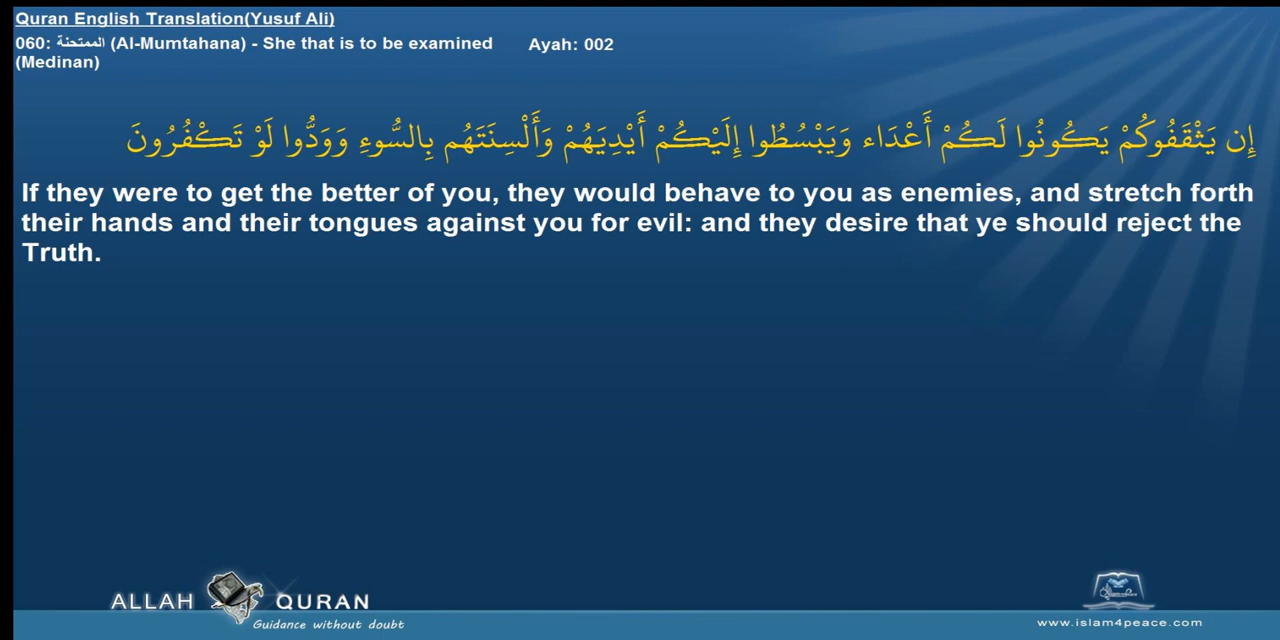 Quran English Translation(Yusuf Ali)
060: الممتحنة (Al-Mumtahana) - She that is to be examined Ayah: 002
(Medinan)
إِن يَثْقَفُوكُمْ يَكُونُوا لَكُمْ أَعْدَاء وَيَبْسُطُوا إِلَيْكُمْ أَيْدِيَهُمْ وَأَلْسِنَتَهُم بِالسُّوءِ وَوَدُّوا لَوْ تَكْفُرُونَ
If they were to get the better of you, they would behave to you as enemies, and stretch forth
their hands and their tongues against you for evil: and they desire that ye should reject the
Truth.
ALLAH QURAN
Guidance without doubt
www.islam4peace.com